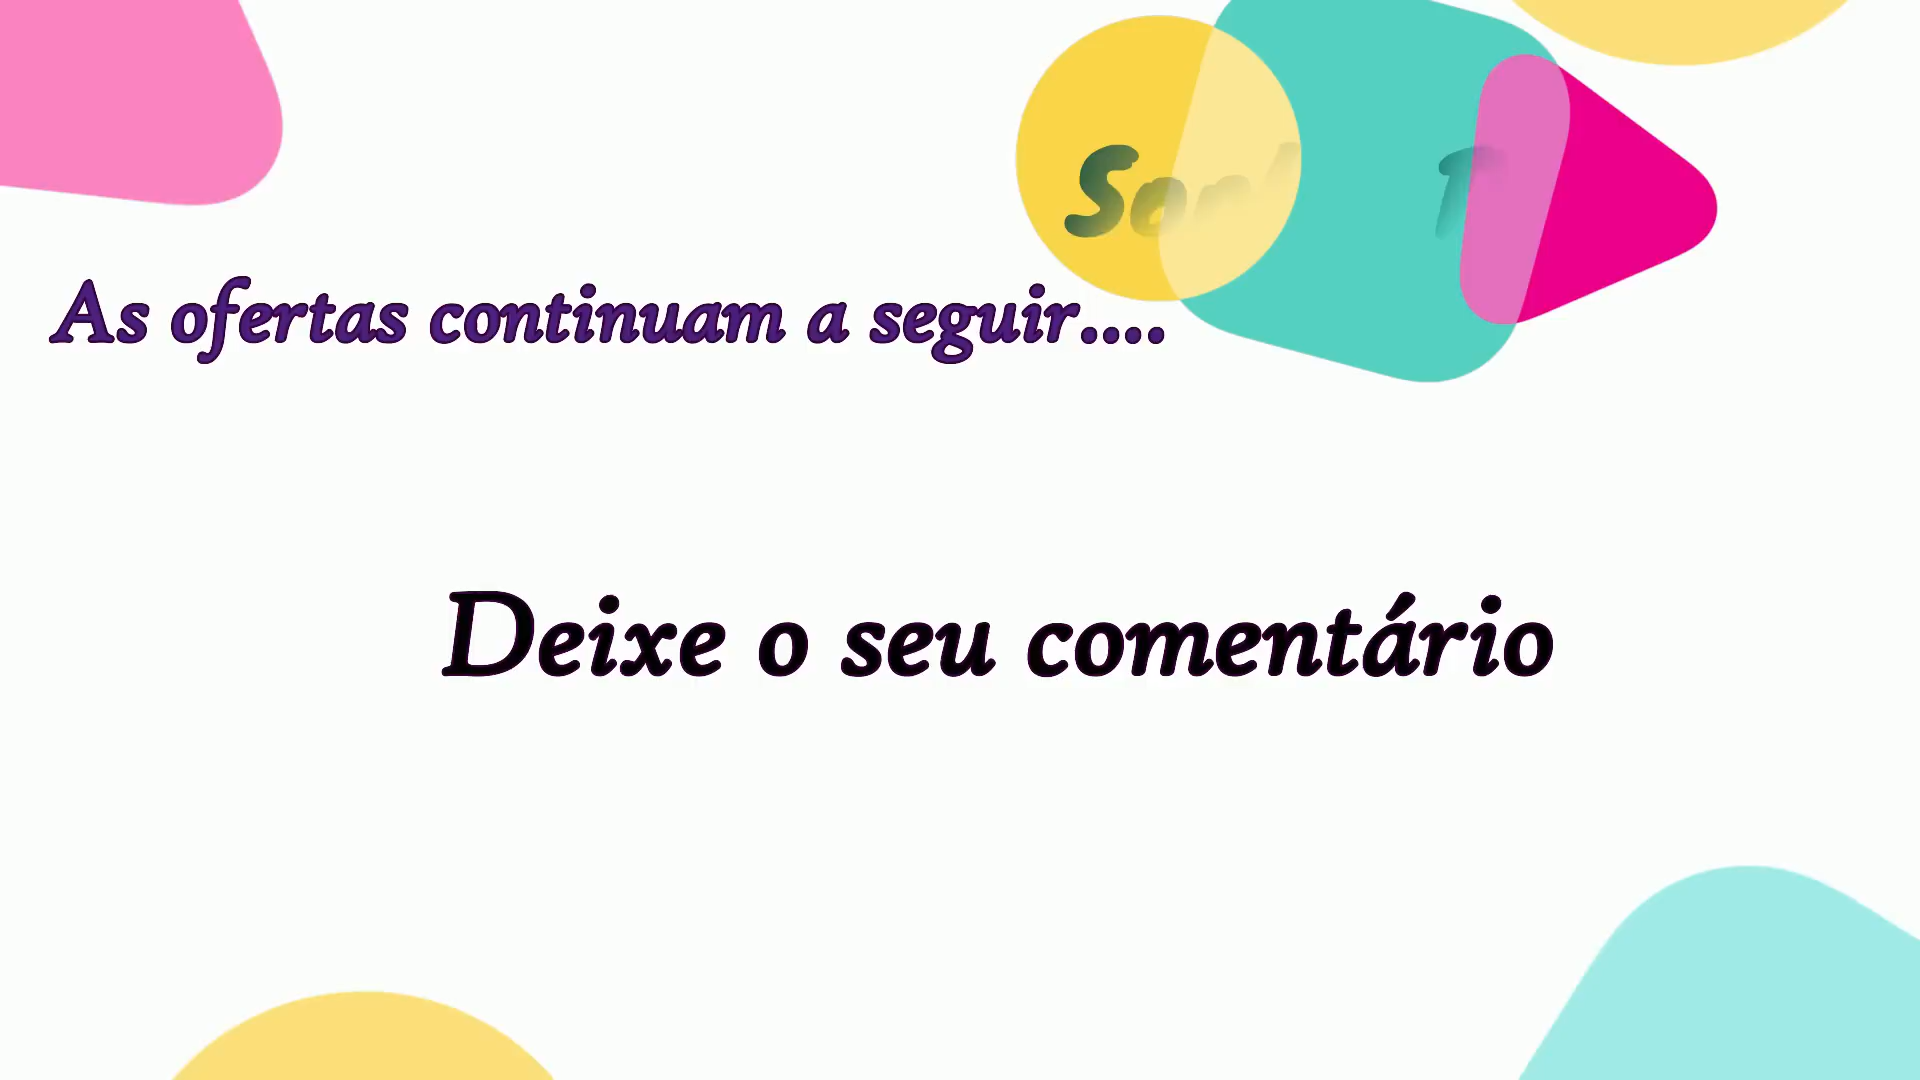 As ofertas continuam a seguir....
Deixe o seu comentário